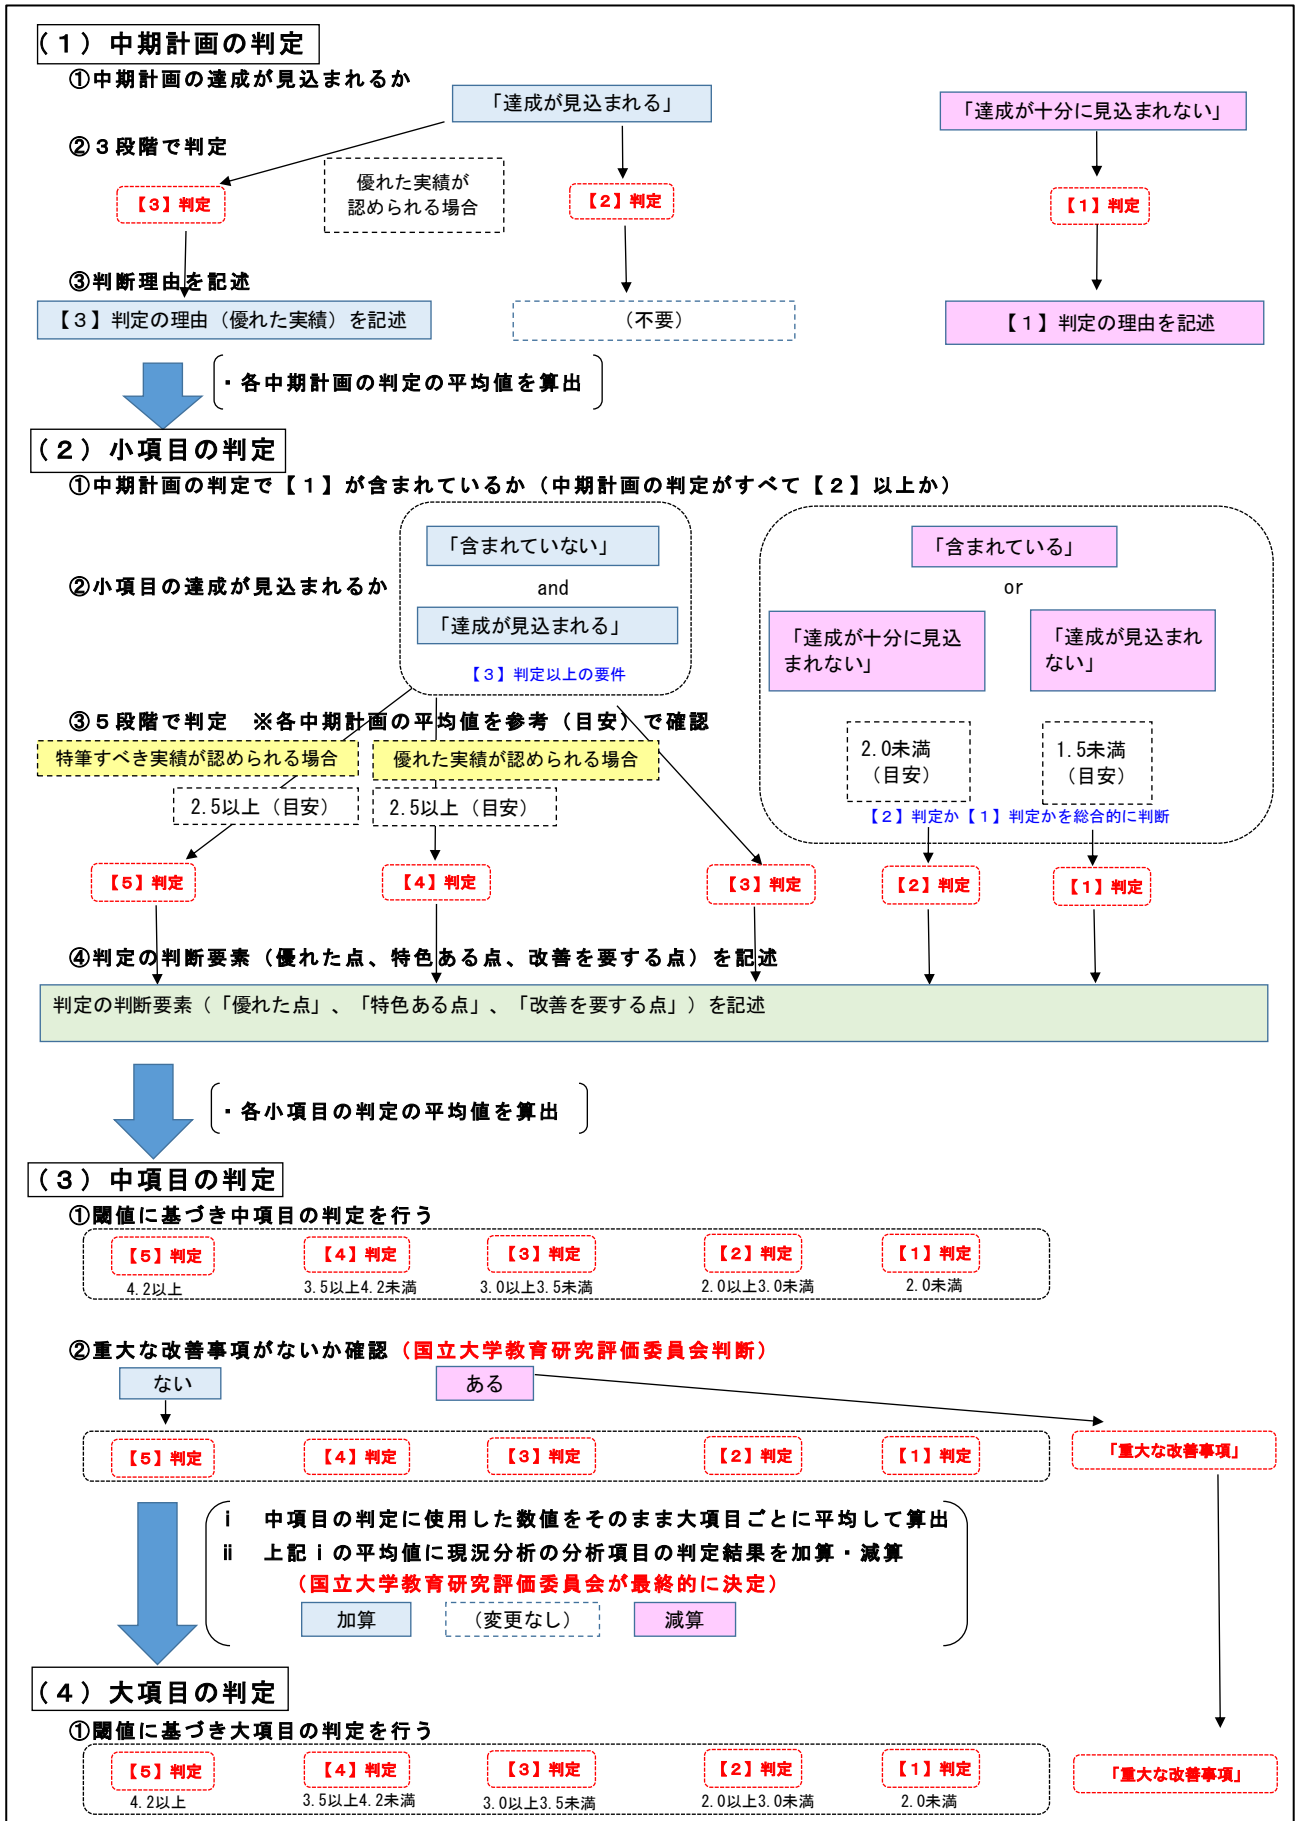 （１）中期計画の判定
①中期計画の達成が見込まれるか
「達成が見込まれる」
「達成が十分に見込まれない」
②３段階で判定
優れた実績が
認められる場合
【３】判定
【２】判定
【１】判定
③判断理由を記述
【３】判定の理由（優れた実績）を記述
（不要）
【１】判定の理由を記述
・各中期計画の判定の平均値を算出
（２）小項目の判定
①中期計画の判定で【１】が含まれているか（中期計画の判定がすべて【２】以上か）
「含まれていない」
「含まれている」
②小項目の達成が見込まれるか
and
or
「達成が見込まれる」
「達成が十分に見込
まれない」
「達成が見込まれ
ない」
【３】判定以上の要件
③５段階で判定　※各中期計画の平均値を参考（目安）で確認
特筆すべき実績が認められる場合
優れた実績が認められる場合
2.0未満
（目安）
1.5未満
（目安）
2.5以上（目安）
2.5以上（目安）
【２】判定か【１】判定かを総合的に判断
【５】判定
【４】判定
【３】判定
【２】判定
【１】判定
④判定の判断要素（優れた点、特色ある点、改善を要する点）を記述
判定の判断要素（「優れた点」、「特色ある点」、「改善を要する点」）を記述
・各小項目の判定の平均値を算出
（３）中項目の判定
①閾値に基づき中項目の判定を行う
【５】判定
【４】判定
【３】判定
【２】判定
【１】判定
4.2以上
3.5以上4.2未満
3.0以上3.5未満
2.0以上3.0未満
2.0未満
②重大な改善事項がないか確認（国立大学教育研究評価委員会判断）
ない
ある
【５】判定
【４】判定
【３】判定
【２】判定
【１】判定
「重大な改善事項」
ⅰ　中項目の判定に使用した数値をそのまま大項目ごとに平均して算出
ⅱ　上記ⅰの平均値に現況分析の分析項目の判定結果を加算・減算
（国立大学教育研究評価委員会が最終的に決定）
加算
（変更なし）
減算
（４）大項目の判定
①閾値に基づき大項目の判定を行う
【５】判定
【４】判定
【３】判定
【２】判定
【１】判定
「重大な改善事項」
4.2以上
3.5以上4.2未満
3.0以上3.5未満
2.0以上3.0未満
2.0未満